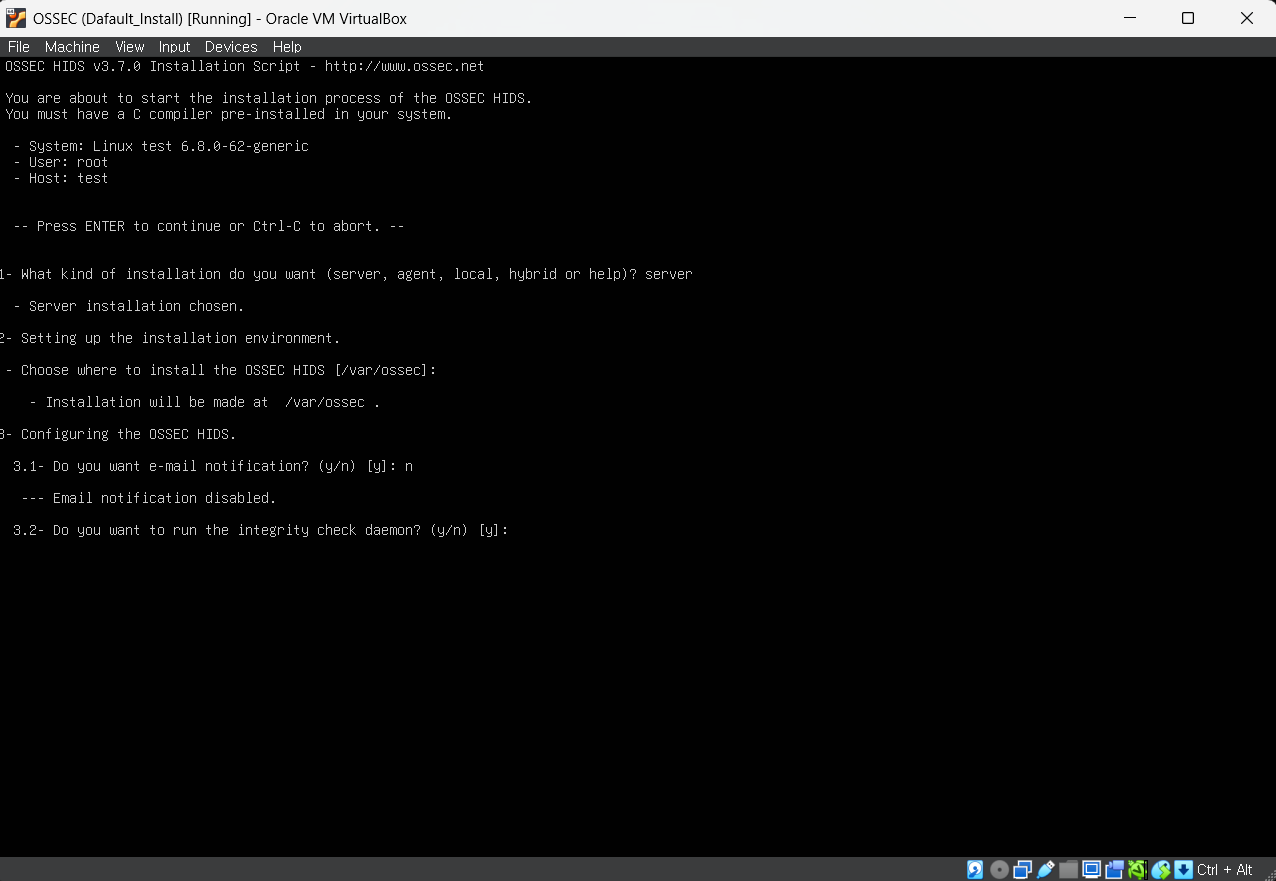 OSSEC (Dafault_Install) [Running] - Oracle VM VirtualBox
File Machine View Input Devices Help
OSSEC HIDS v3.7.0 Installation Script - http://www.ossec.net
You are about to start the installation process of the OSSEC HIDS.
You must have a C compiler pre-installed in your system.
- System: Linux test 6.8.0-62-generic
- User: root
- Host: test
-- Press ENTER to continue or Ctrl-C to abort. --
1- What kind of installation do you want (server, agent, local, hybrid or help)? server
- Server installation chosen.
2- Setting up the installation environment.
- Choose where to install the OSSEC HIDS [/var/ossec]:
- Installation will be made at  /var/ossec .
3- Configuring the OSSEC HIDS.
3.1- Do you want e-mail notification? (y/n) [y]: n
--- Email notification disabled.
3.2- Do you want to run the integrity check daemon? (y/n) [y]:
Ctrl + Alt